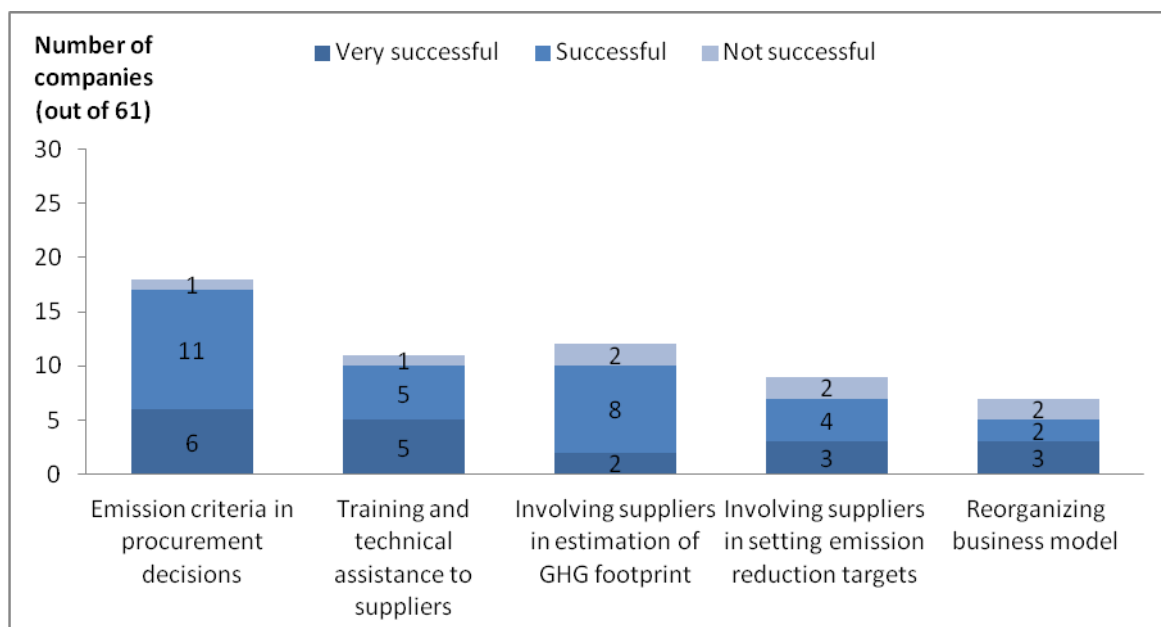 Number of
companies
(out of 61)
Very successful
Successful
Not successful
30
25
20
15
10
5
0
1
11
6
1
5
5
2
8
2
2
4
3
2
2
3
Emission criteria in
procurement
decisions
Training and
technical
assistance to
suppliers
Involving suppliers
in estimation of
GHG footprint
Involving suppliers
in setting emission
reduction targets
Reorganizing
business model